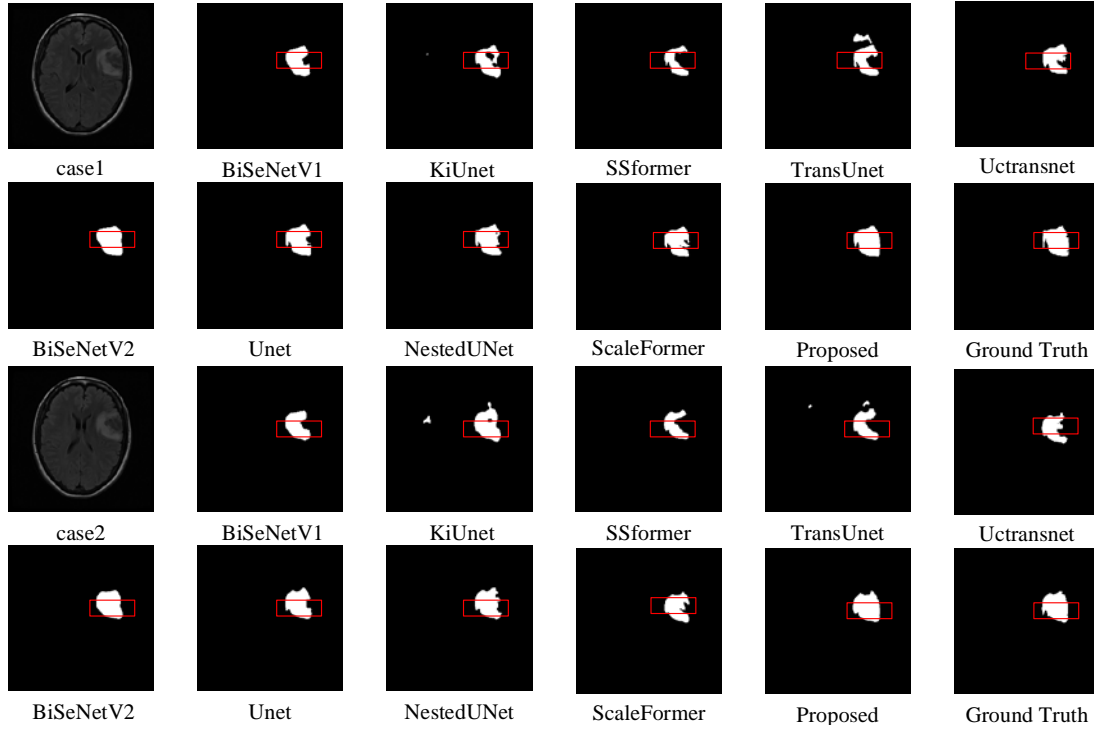 case1 BiSeNetV1 KiUnet SSformer TransUnet Uctransnet
BiSeNetV2 Unet NestedUNet ScaleFormer Proposed Ground Truth
case2 BiSeNetV1 KiUnet SSformer TransUnet Uctransnet
BiSeNetV2 Unet NestedUNet ScaleFormer Proposed Ground Truth